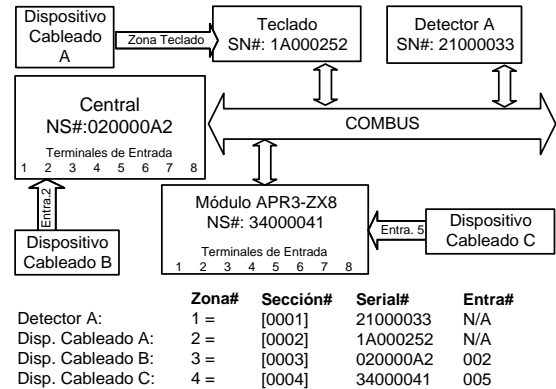 Dispositivo
Cableado
A
Zona Teclado
Teclado
SN#: 1A000252
Detector A
SN#: 21000033
Central
NS#:020000A2
Terminales de Entrada
1 2 3 4 5 6 7 8
COMBUS
Entra.2
Dispositivo
Cableado B
Módulo APR3-ZX8
NS#: 34000041
Terminales de Entrada
1 2 3 4 5 6 7 8
Entra. 5
Dispositivo
Cableado C
Zona# Sección# Serial# Entra#
Detector A: 1 = [0001] 21000033 N/A
Disp. Cableado A: 2 = [0002] 1A000252 N/A
Disp. Cableado B: 3 = [0003] 020000A2 002
Disp. Cableado C: 4 = [0004] 34000041 005